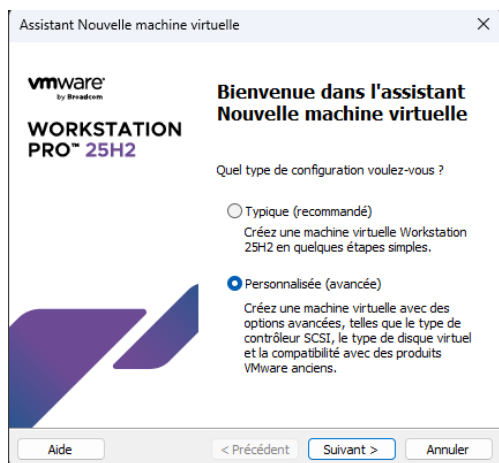 Assistant Nouvelle machine virtuelle
vmware®
by Broadcom
WORKSTATION
PRO™ 25H2
Bienvenue dans l'assistant
Nouvelle machine virtuelle
Quel type de configuration voulez-vous ?
Typique (recommandé)
Créez une machine virtuelle Workstation
25H2 en quelques étapes simples.
Personnalisée (avancée)
Créez une machine virtuelle avec des
options avancées, telles que le type de
contrôleur SCSI, le type de disque virtuel
et la compatibilité avec des produits
VMware anciens.
Aide
< Précédent
Suivant >
Annuler